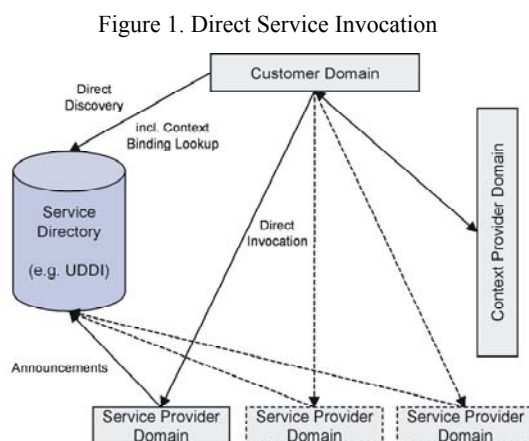 Figure 1. Direct Service Invocation
Customer Domain
Direct
Discovery
incl. Context
Binding Lookup
Service
Directory
(e.g. UDDI)
Direct
Invocation
Context Provider Domain
Announcements
Service Provider
Domain
Service Provider
Domain
Service Provider
Domain